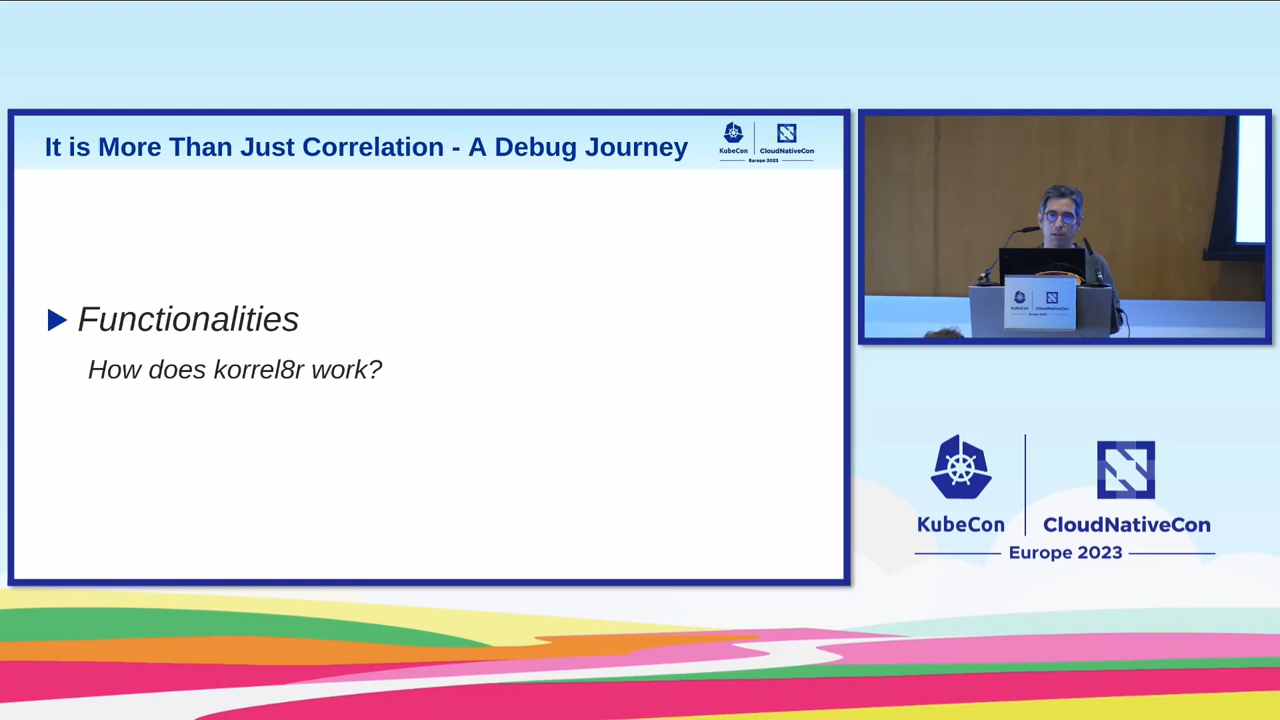 It is More Than Just Correlation - A Debug Journey
KubeCon
CloudNativeCon
Europe 2023
Functionalities
How does korrel8r work?
KubeCon
CloudNativeCon
Europe 2023